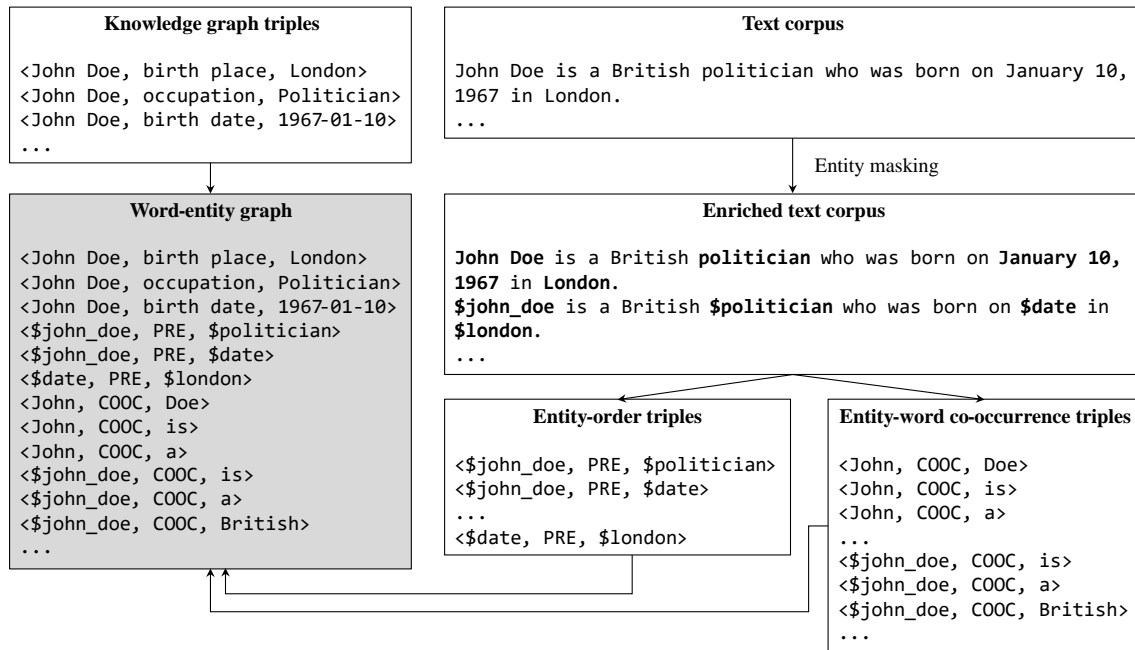 Knowledge graph triples
<John Doe, birth place, London>
<John Doe, occupation, Politician>
<John Doe, birth date, 1967-01-10>
...
Text corpus
John Doe is a British politician who was born on January 10,
1967 in London.
...
Entity masking
Word-entity graph
<John Doe, birth place, London>
<John Doe, occupation, Politician>
<John Doe, birth date, 1967-01-10>
<$john_doe, PRE, $politician>
<$john_doe, PRE, $date>
<$date, PRE, $london>
<John, COOC, Doe>
<John, COOC, is>
<John, COOC, a>
<$john_doe, COOC, is>
<$john_doe, COOC, a>
<$john_doe, COOC, British>
...
Enriched text corpus
John Doe is a British politician who was born on January 10,
1967 in London.
$john_doe is a British $politician who was born on $date in
$london.
...
Entity-order triples
<$john_doe, PRE, $politician>
<$john_doe, PRE, $date>
...
<$date, PRE, $london>
Entity-word co-occurrence triples
<John, COOC, Doe>
<John, COOC, is>
<John, COOC, a>
...
<$john_doe, COOC, is>
<$john_doe, COOC, a>
<$john_doe, COOC, British>
...